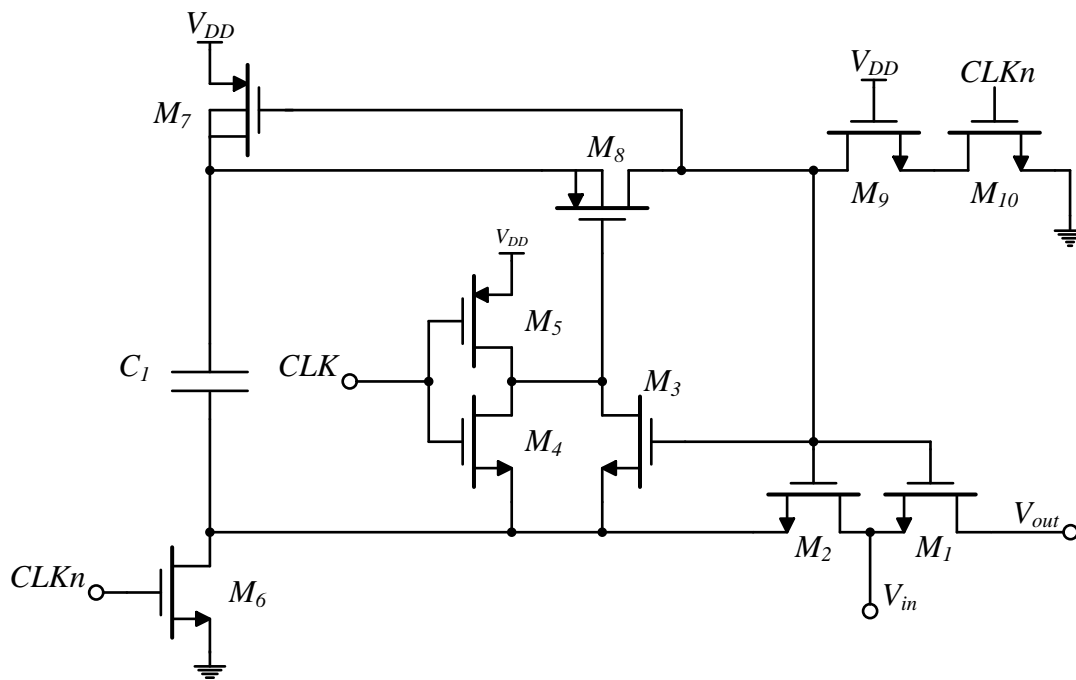 V_DD
M_7
V_DD
CLKn
M_8
M_9
M_10
V_DD
M_5
C_1
CLK
M_3
M_4
V_out
M_2
M_1
CLKn
M_6
V_in